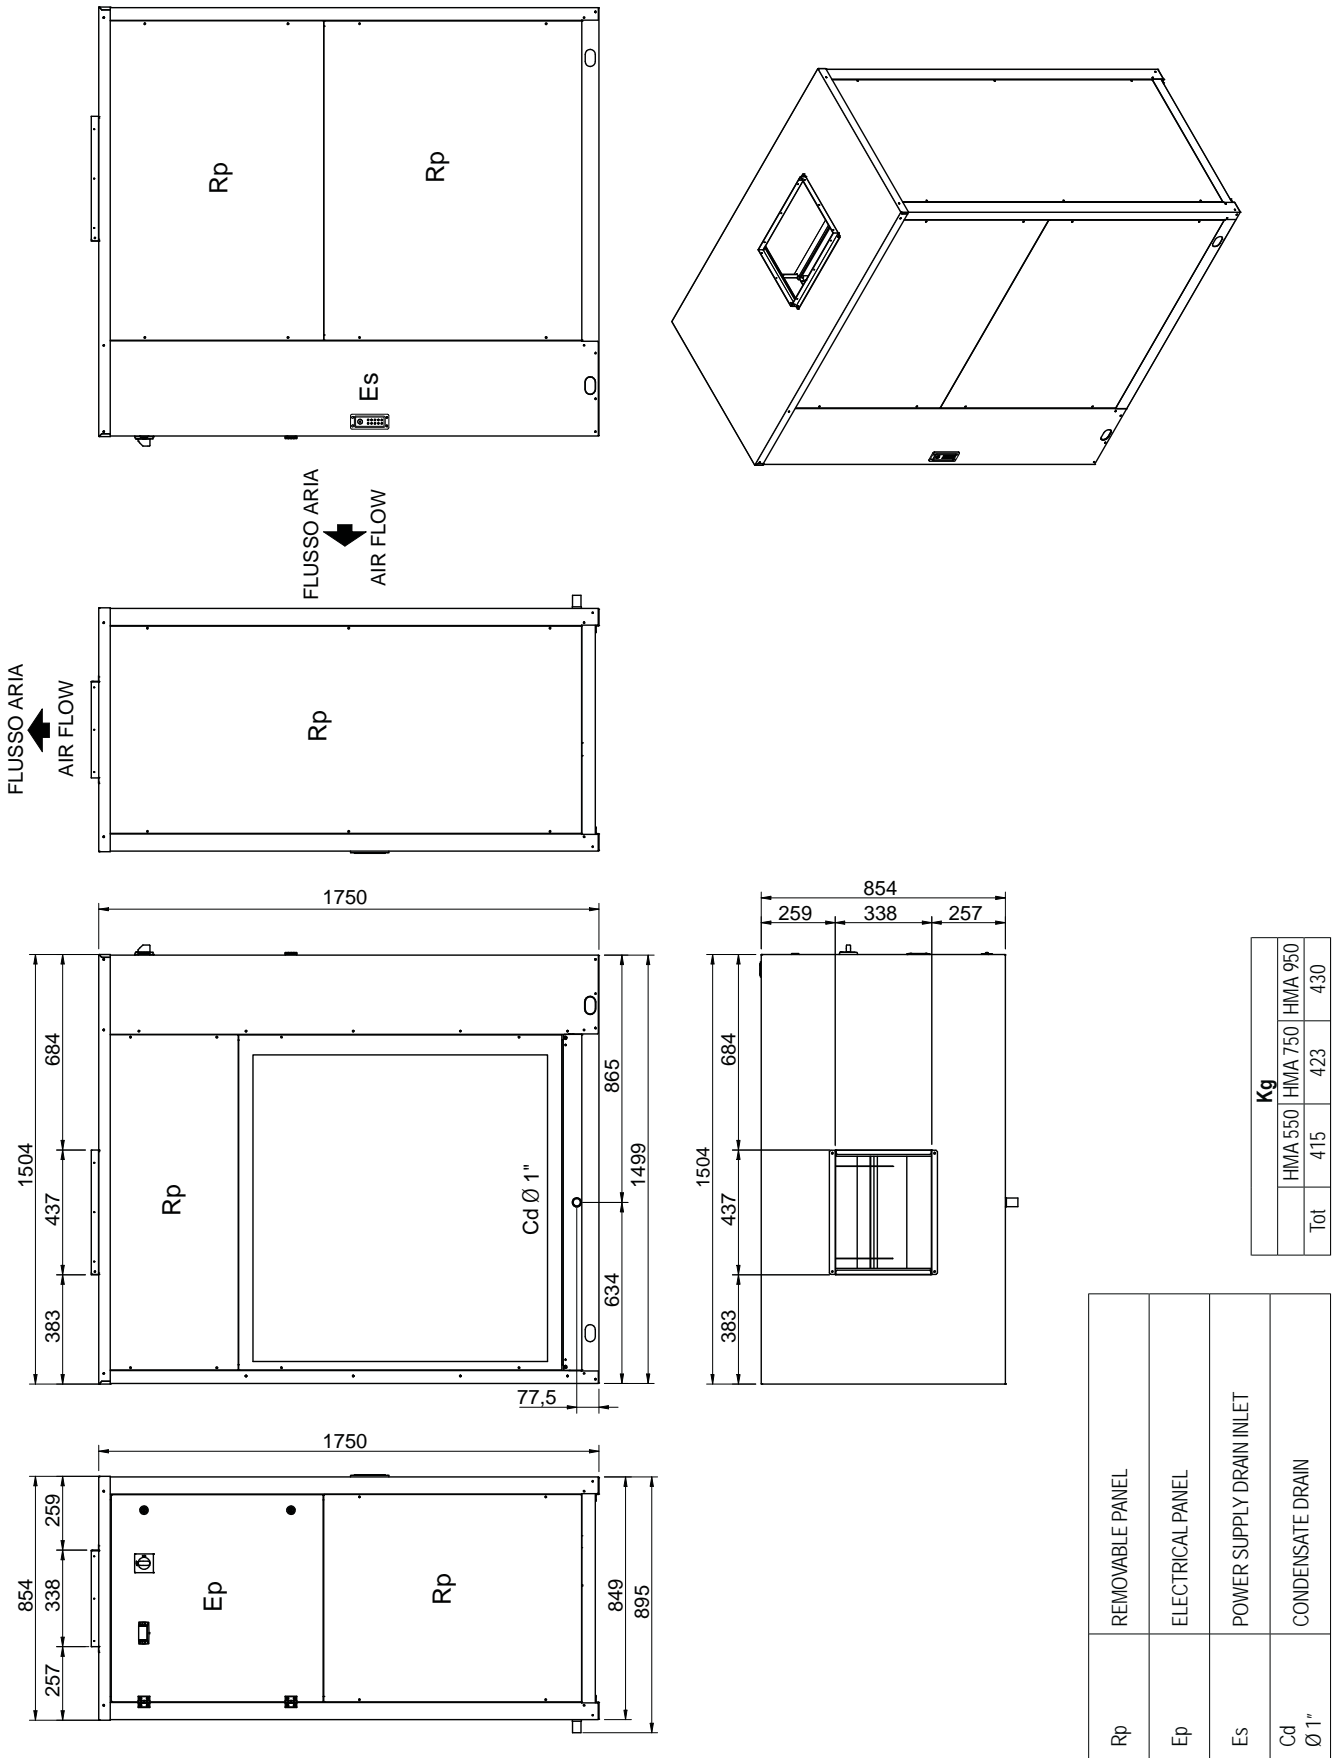 Rp
Rp
Es
FLUSSO ARIA
AIR FLOW
FLUSSO ARIA
AIR FLOW
Rp
1750
1504
684
437
383
Rp
Cd Ø 1"
865
634
1499
77,5
854
259
338
257
1504
684
437
383
1750
854
259
338
257
Ep
Rp
849
895
Kg
HMA 550 HMA 750 HMA 950
Tot 415 423 430
Rp REMOVABLE PANEL
Ep ELECTRICAL PANEL
Es POWER SUPPLY DRAIN INLET
Cd CONDENSATE DRAIN
Ø 1"